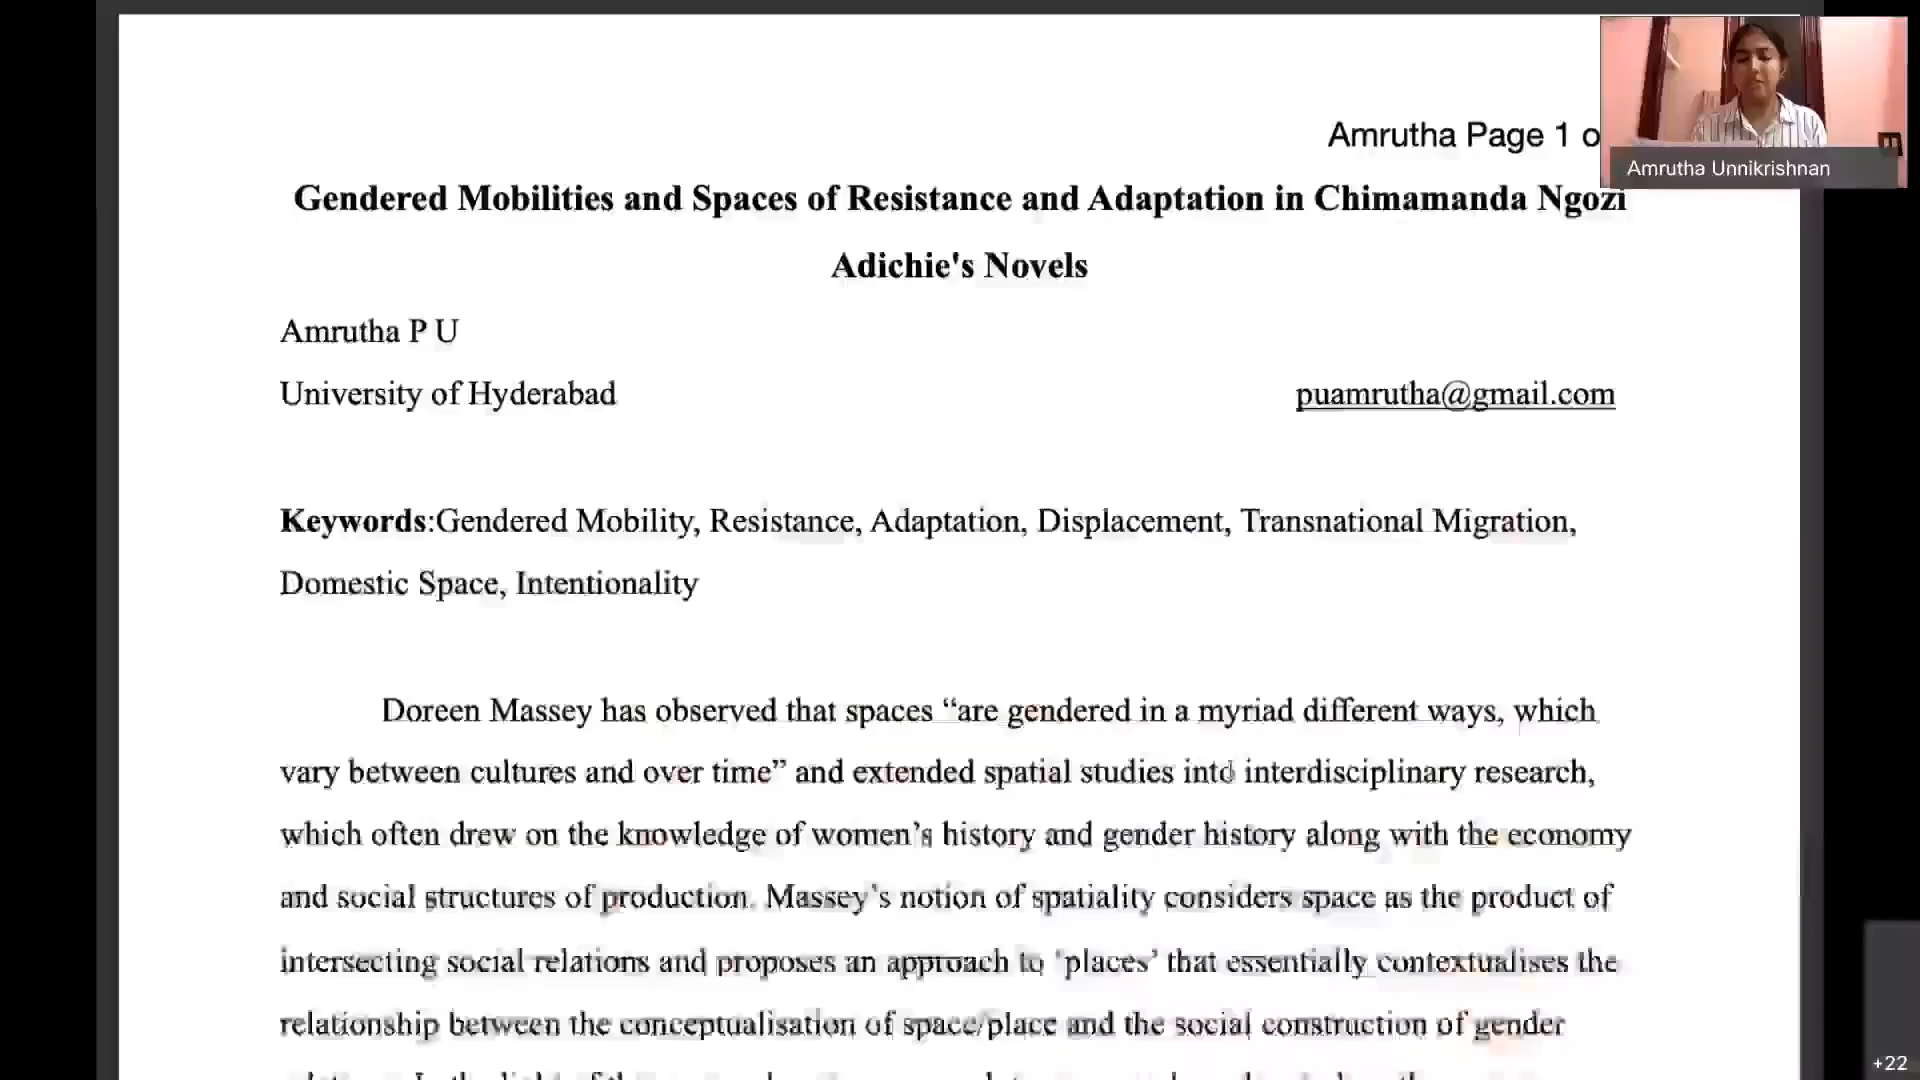 Amrutha Page 1 o
Amrutha Unnikrishnan
Gendered Mobilities and Spaces of Resistance and Adaptation in Chimamanda Ngozi
Adichie's Novels
Amrutha P U
University of Hyderabad
puamrutha@gmail.com
Keywords:Gendered Mobility, Resistance, Adaptation, Displacement, Transnational Migration,
Domestic Space, Intentionality
Doreen Massey has observed that spaces “are gendered in a myriad different ways, which
vary between cultures and over time” and extended spatial studies into interdisciplinary research,
which often drew on the knowledge of women’s history and gender history along with the economy
and social structures of production. Massey’s notion of spatiality considers space as the product of
intersecting social relations and proposes an approach to ‘places’ that essentially contextualises the
relationship between the conceptualisation of space/place and the social construction of gender
+22